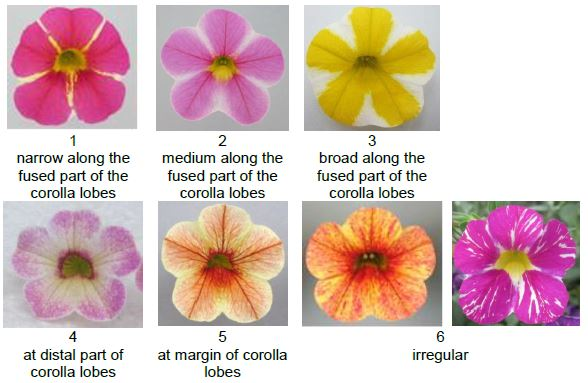 1
narrow along the
fused part of the
corolla lobes
2
medium along the
fused part of the
corolla lobes
3
broad along the
fused part of the
corolla lobes
4
at distal part of
corolla lobes
5
at margin of corolla
lobes
6
irregular